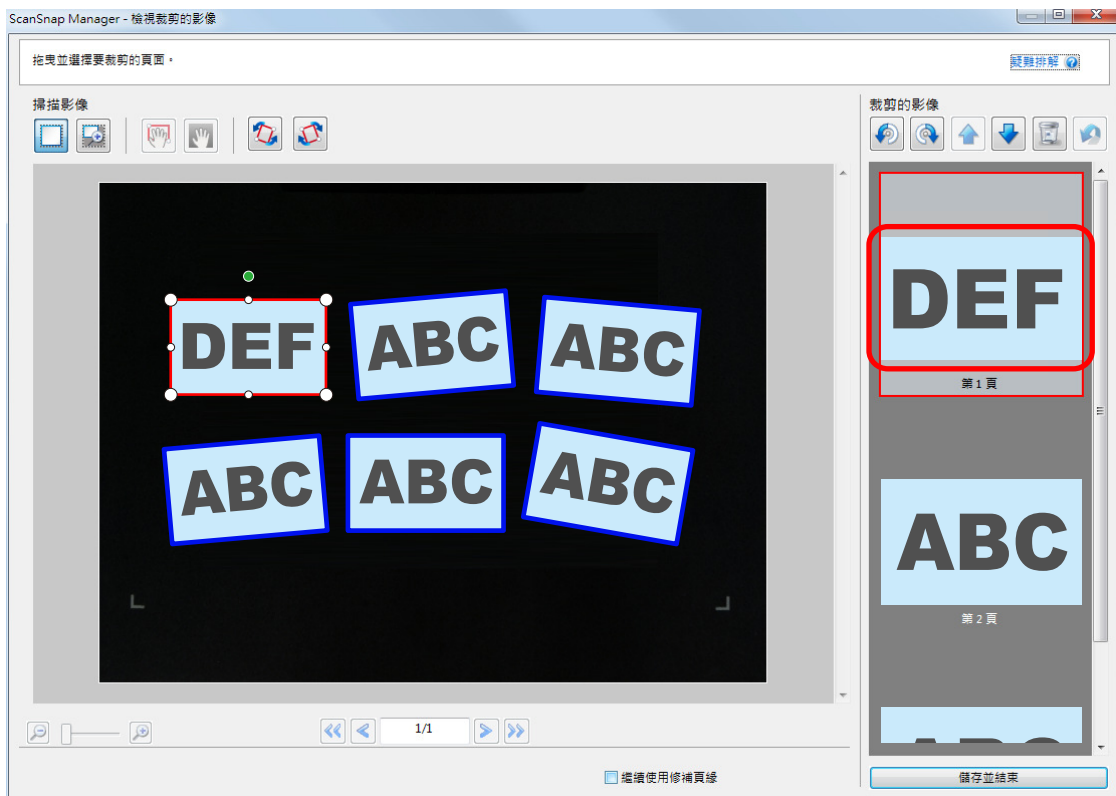 ScanSnap Manager - 檢視裁剪的影像
拖曳並選擇要裁剪的頁面。
疑難排解
掃描影像
裁剪的影像
DEF
ABC
ABC
ABC
ABC
ABC
1/1
繼續使用修補頁緣
DEF
第 1 頁
ABC
第 2 頁
ABC
儲存並結束